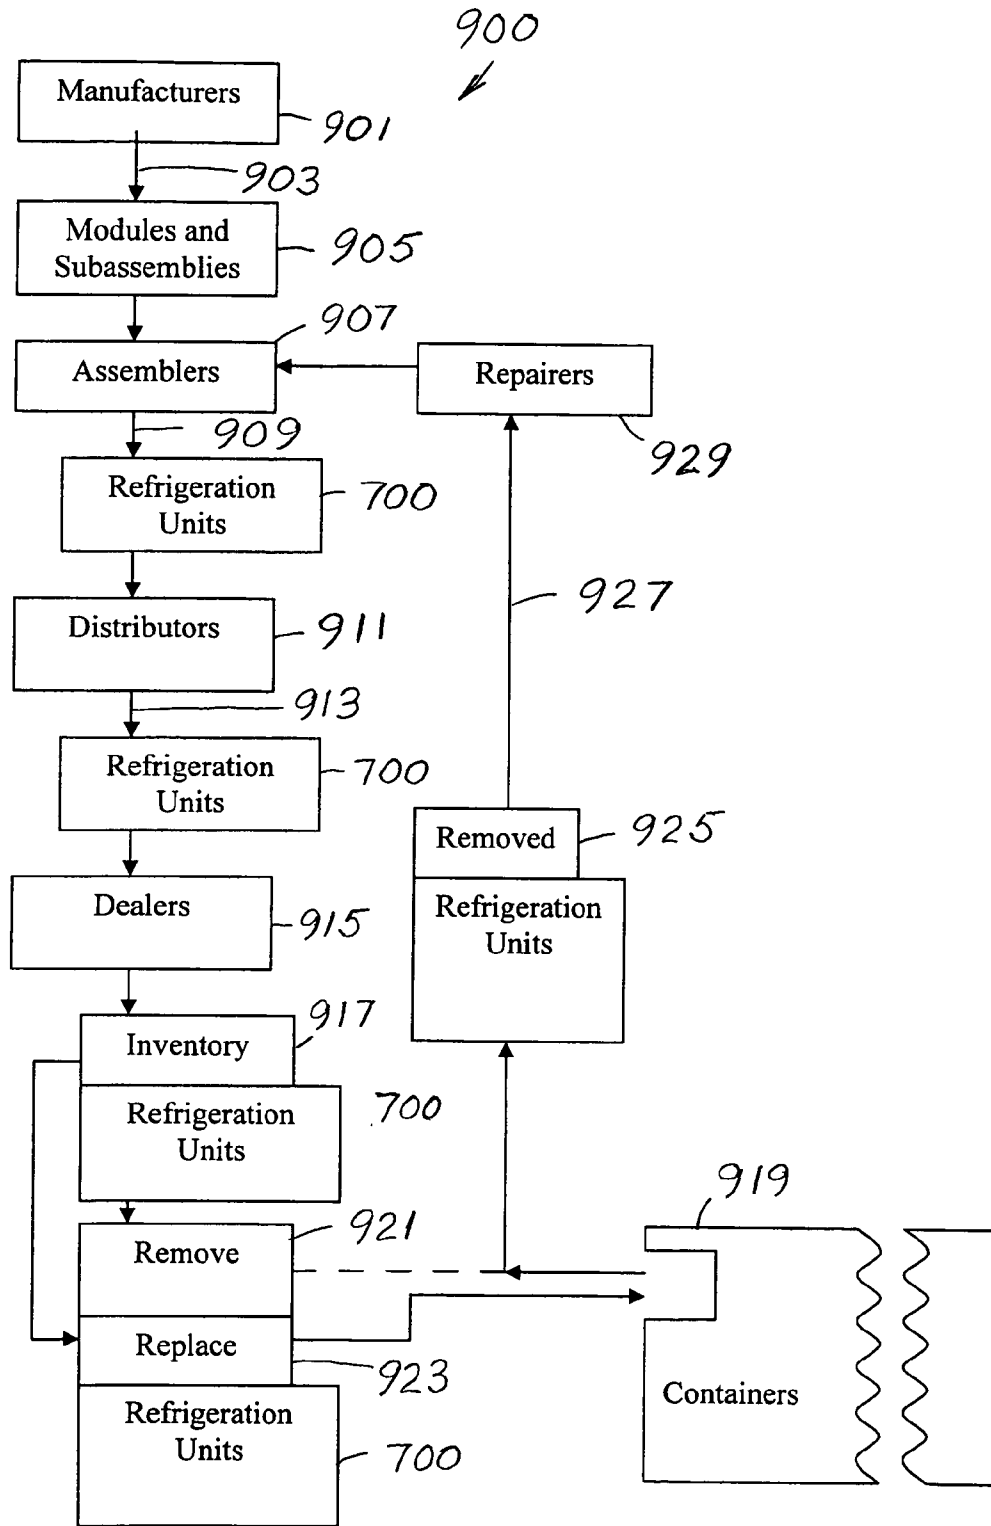 900
Manufacturers
901
903
Modules and
Subassemblies
905
907
Assemblers
Repairers
909
929
Refrigeration
Units
700
927
Distributors
911
913
Refrigeration
Units
700
Removed
925
Refrigeration
Units
Dealers
915
917
Inventory
Refrigeration
Units
700
919
921
Remove
Replace
923
Containers
Refrigeration
Units
700